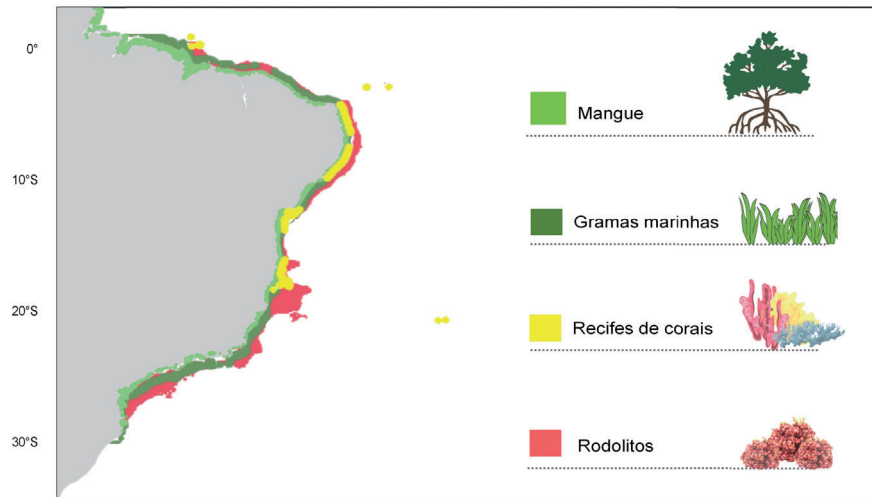 0°
10°S
20°S
30°S
Mangue
Gramas marinhas
Recifes de corais
Rodolitos